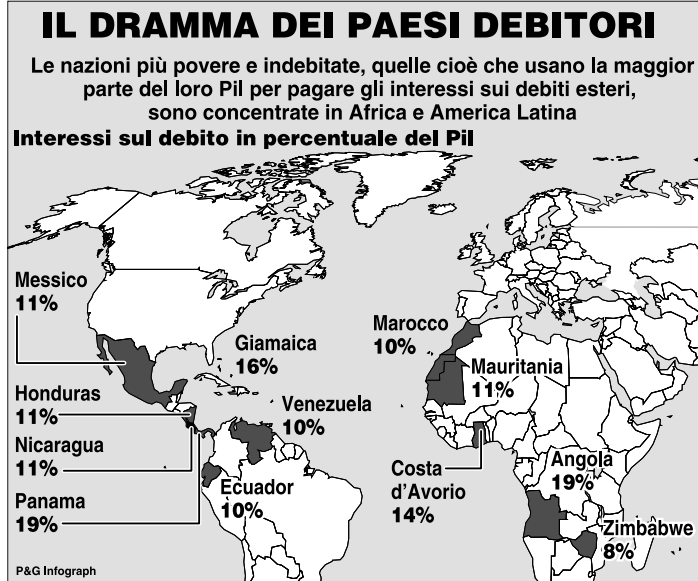 IL DRAMMA DEI PAESI DEBITORI
Le nazioni più povere e indebitate, quelle cioè che usano la maggior
parte del loro Pil per pagare gli interessi sui debiti esteri,
sono concentrate in Africa e America Latina
Interessi sul debito in percentuale del Pil
Messico
11%
Giamaica
16%
Honduras
11%
Venezuela
10%
Nicaragua
11%
Ecuador
10%
Panama
19%
Marocco
10%
Mauritania
11%
Costa
d'Avorio
14%
Angola
19%
Zimbabwe
8%
P&G Infograph